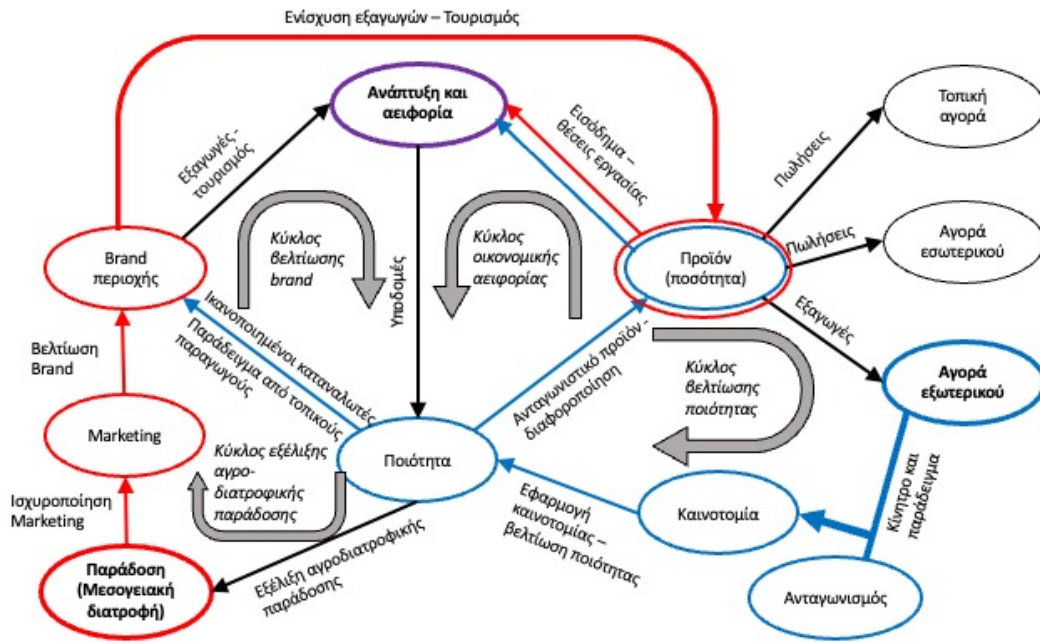 Ενίσχυση εξαγωγών – Τουρισμός
Ανάπτυξη και
αειφορία
Τοπική
αγορά
Εξαγωγές -
τουρισμός
Εισόδημα –
θέσεις εργασίας
Πωλήσεις
Κύκλος
βελτίωσης
brand
Κύκλος
οικονομικής
αειφορίας
Υποδομές
Brand
περιοχής
Προϊόν
(ποσότητα)
Πωλήσεις
Αγορά
εσωτερικού
Εξαγωγές
Ικανοποιημένοι καταναλωτές
Παράδειγμα από τοπικούς
παραγωγούς
Ανταγωνιστικό προϊόν -
διαφοροποίηση
Κύκλος
βελτίωσης
ποιότητας
Αγορά
εξωτερικού
Βελτίωση
Brand
Marketing
Κύκλος εξέλιξης
αγρο-
διατροφικής
παράδοσης
Ποιότητα
Κίνητρο και
παράδειγμα
Ισχυροποίηση
Marketing
Εφαρμογή
καινοτομίας –
βελτίωση ποιότητας
Καινοτομία
Παράδοση
(Μεσογειακή
διατροφή)
Εξέλιξη αγροδιατροφικής
παράδοσης
Ανταγωνισμός